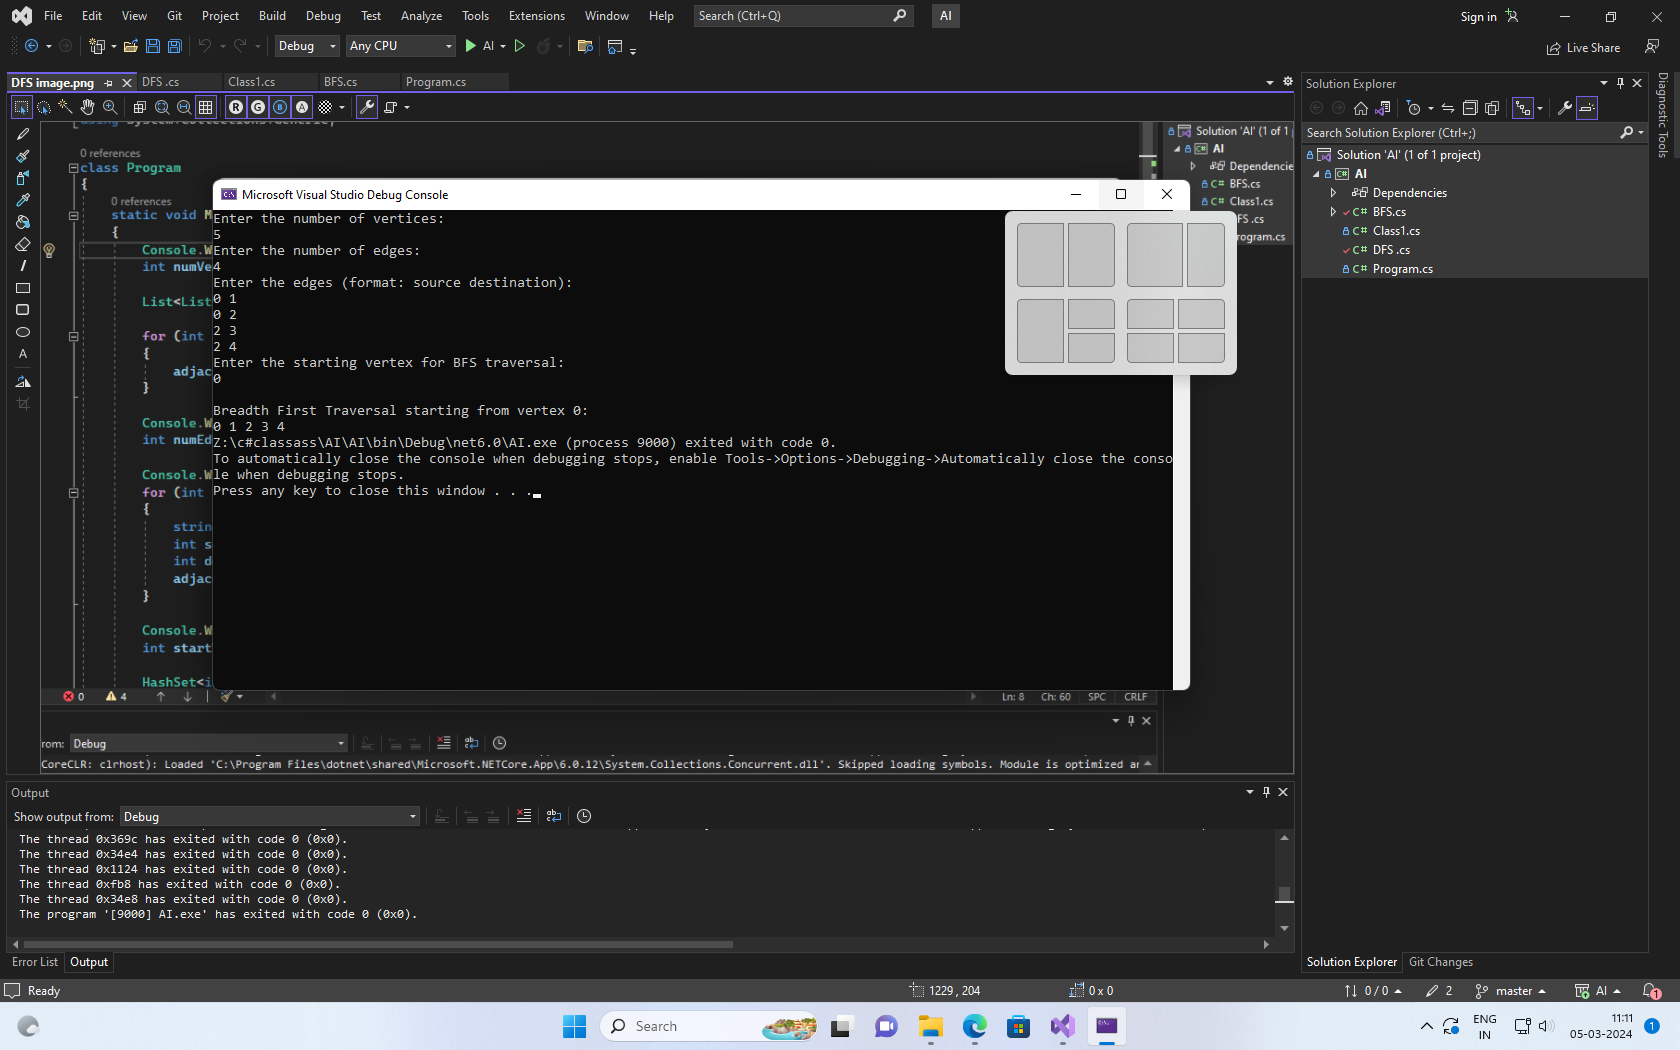 File Edit View Git Project Build Debug Test Analyze Tools Extensions Window Help Search (Ctrl+Q) AI Sign in
Debug Any CPU AI Live Share
DFS image.png DFS .cs Class1.cs BFS.cs Program.cs
R G B A
0 references
class Program
{
0 references
static void M
{
Console.W
int numVe
List<List
for (int
{
adjac
}
Console.W
int numEd
Console.W
for (int
{
strin
int s
int d
adjac
}
Console.W
int start
HashSet<i
Microsoft Visual Studio Debug Console
Enter the number of vertices:
5
Enter the number of edges:
4
Enter the edges (format: source destination):
0 1
0 2
2 3
2 4
Enter the starting vertex for BFS traversal:
0
Breadth First Traversal starting from vertex 0:
0 1 2 3 4
Z:\c#classass\AI\AI\bin\Debug\net6.0\AI.exe (process 9000) exited with code 0.
To automatically close the console when debugging stops, enable Tools->Options->Debugging->Automatically close the conso
le when debugging stops.
Press any key to close this window . . .
Solution 'AI' (1 of 1
AI
Dependencie
BFS.cs
Class1.cs
FS .cs
rogram.cs
0 4 Ln: 8 Ch: 60 SPC CRLF
rom: Debug
CoreCLR: clrhost): Loaded 'C:\Program Files\dotnet\shared\Microsoft.NETCore.App\6.0.12\System.Collections.Concurrent.dll'. Skipped loading symbols. Module is optimized ar
Output
Show output from: Debug
The thread 0x369c has exited with code 0 (0x0).
The thread 0x34e4 has exited with code 0 (0x0).
The thread 0x1124 has exited with code 0 (0x0).
The thread 0xfb8 has exited with code 0 (0x0).
The thread 0x34e8 has exited with code 0 (0x0).
The program '[9000] AI.exe' has exited with code 0 (0x0).
Error List Output
Solution Explorer
Search Solution Explorer (Ctrl+;)
Solution 'AI' (1 of 1 project)
AI
Dependencies
BFS.cs
Class1.cs
DFS .cs
Program.cs
Solution Explorer Git Changes
Diagnostic Tools
Ready 1229 , 204 0 x 0 0 / 0 2 master AI 1
Search ENG
IN 11:11
05-03-2024 1